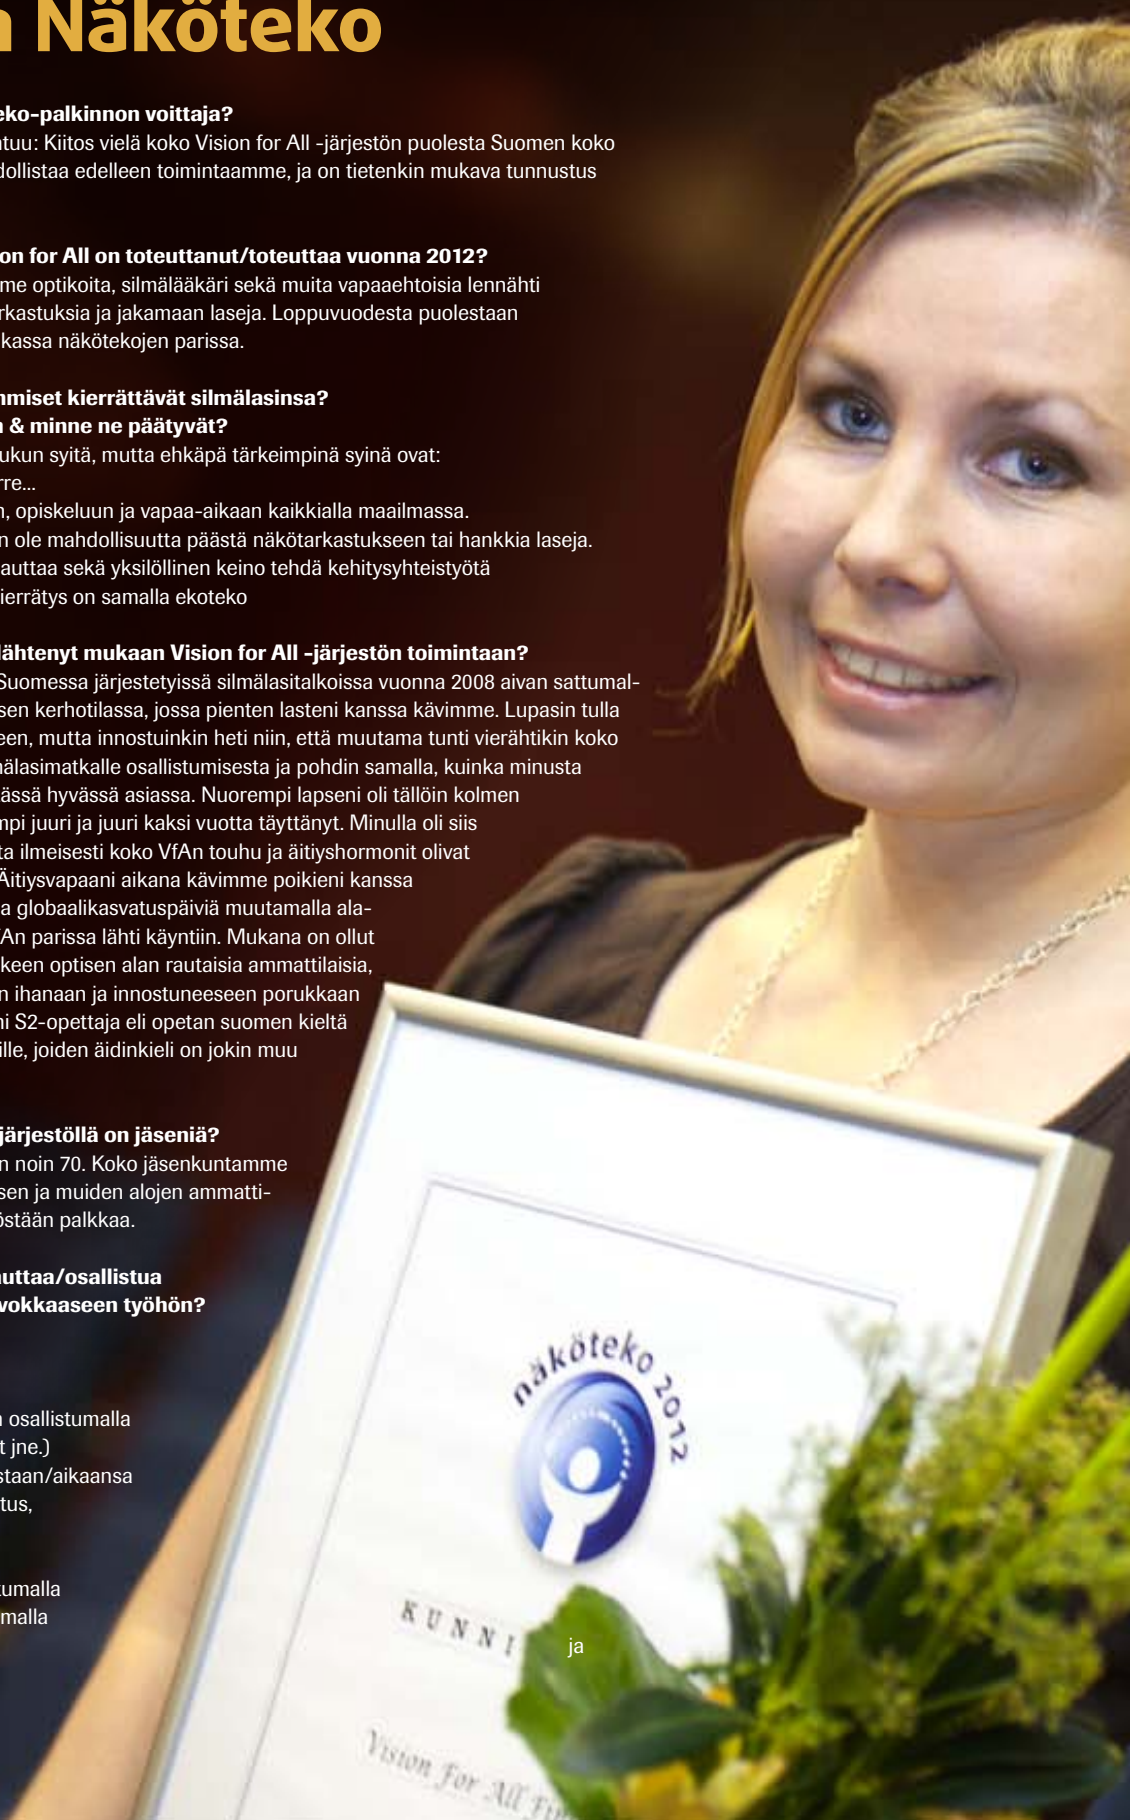 Näköteko
eko-palkinnon voittaja?
ntuu: Kiitos vielä koko Vision for All -järjestön puolesta Suomen koko
dollistaa edelleen toimintaamme, ja on tietenkin mukava tunnustus
on for All on toteuttanut/toteuttaa vuonna 2012?
me optikoita, silmälääkäri sekä muita vapaaehtoisia lennähti
rkastuksia ja jakamaan laseja. Loppuvuodesta puolestaan
kassa näkötekojen parissa.
hmiset kierrättävät silmälasinsa?
n & minne ne päätyvät?
ukun syitä, mutta ehkäpä tärkeimpinä syinä ovat:
rre...
n, opiskeluun ja vapaa-aikaan kaikkialla maailmassa.
n ole mahdollisuutta päästä näkötarkastukseen tai hankkia laseja.
auttaa sekä yksilöllinen keino tehdä kehitysyhteistyötä
ierrätys on samalla ekoteko
lähtenyt mukaan Vision for All -järjestön toimintaan?
Suomessa järjestetyissä silmälasitalkoissa vuonna 2008 aivan sattumal-
sen kerhotilassa, jossa pienten lasteni kanssa kävimme. Lupasin tulla
een, mutta innostuinkin heti niin, että muutama tunti vierähtikin koko
nälasimatkalle osallistumisesta ja pohdin samalla, kuinka minusta
ässä hyvässä asiassa. Nuorempi lapseni oli tällöin kolmen
mpi juuri ja juuri kaksi vuotta täyttänyt. Minulla oli siis
ta ilmeisesti koko VfAn touhu ja äitiyshormonit olivat
Äitiysvapaani aikana kävimme poikieni kanssa
a globaalikasvatuspäiviä muutamalla ala-
fAn parissa lähti käyntiin. Mukana on ollut
keen optisen alan rautaisia ammattilaisia,
n ihanaan ja innostuneeseen porukkaan
ni S2-opettaja eli opetan suomen kieltä
ille, joiden äidinkieli on jokin muu
järjestöllä on jäseniä?
n noin 70. Koko jäsenkuntamme
sen ja muiden alojen ammatti-
östään palkkaa.
auttaa/osallistua
vokkaaseen työhön?
n osallistumalla
t jne.)
staan/aikaansa
tus,
kumalla
malla
ja
näköteko 2012
KUNNI
Vision For All Fin